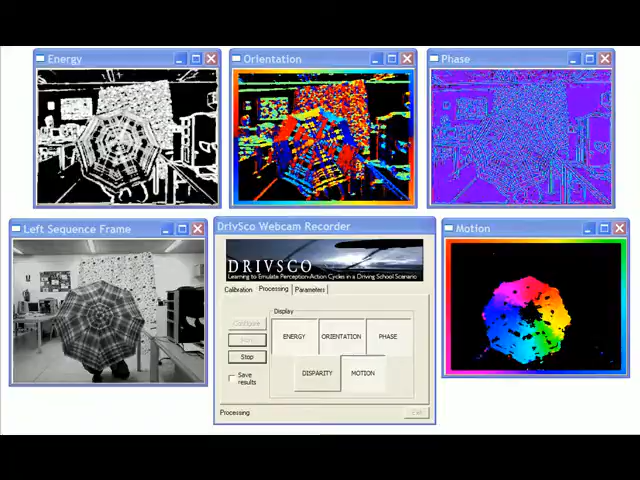 Energy
Orientation
Phase
Left Sequence Frame
DrivSco Webcam Recorder
Motion
DRIVSCO
Learning to Emulate Perception-Action Cycles in a Driving School Scenario
Calibration Processing Parameters
Display
Configure
ENERGY ORIENTATION PHASE
Stop
DISPARITY MOTION
Save
results
Processing